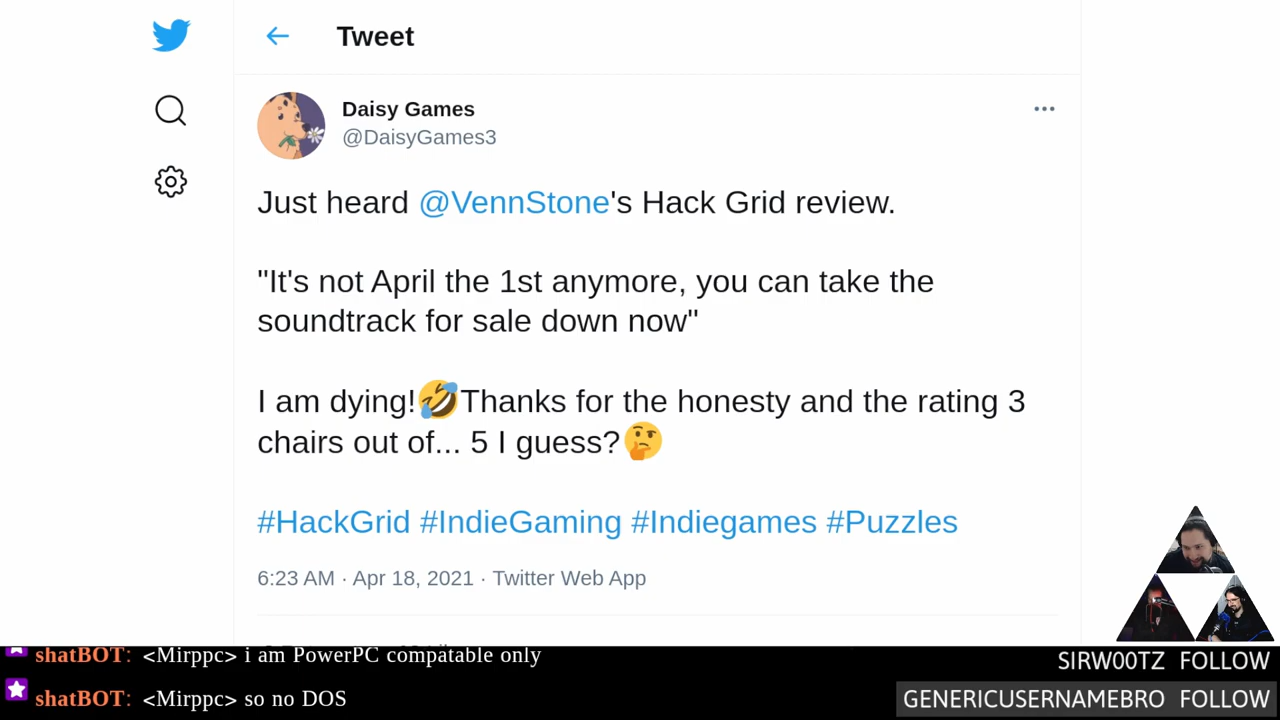 Tweet
Daisy Games
@DaisyGames3
Just heard @VennStone's Hack Grid review.
"It's not April the 1st anymore, you can take the
soundtrack for sale down now"
I am dying!🤣Thanks for the honesty and the rating 3
chairs out of... 5 I guess?🤔
#HackGrid #IndieGaming #Indiegames #Puzzles
6:23 AM · Apr 18, 2021 · Twitter Web App
shatBOT: <Mirppc> i am PowerPC compatable only
shatBOT: <Mirppc> so no DOS
SIRW00TZ FOLLOW
GENERICUSERNAMEBRO FOLLOW